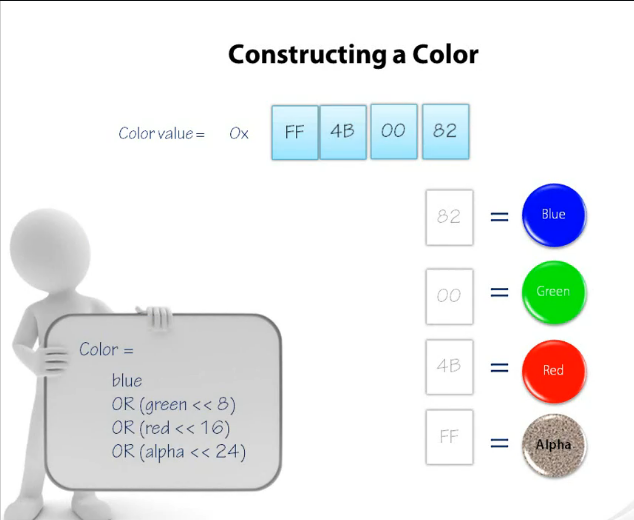 Constructing a Color
Color value = 0x FF 4B 00 82
82 = Blue
00 = Green
4B = Red
FF = Alpha
Color =
blue
OR (green << 8)
OR (red << 16)
OR (alpha << 24)